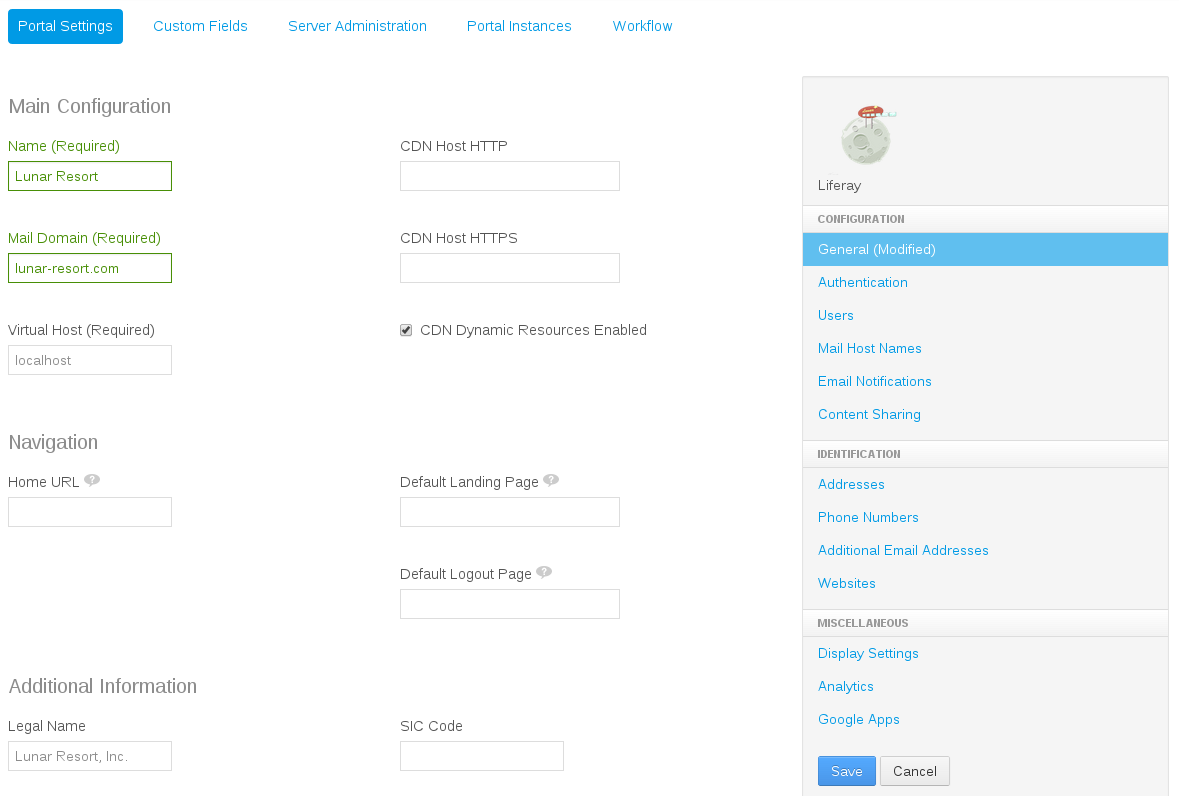 Portal Settings Custom Fields Server Administration Portal Instances Workflow
Main Configuration
Name (Required) CDN Host HTTP
Lunar Resort
Mail Domain (Required) CDN Host HTTPS
lunar-resort.com
Virtual Host (Required) CDN Dynamic Resources Enabled
localhost
Navigation
Home URL ? Default Landing Page ?
Default Logout Page ?
Additional Information
Legal Name SIC Code
Lunar Resort, Inc.
Liferay
CONFIGURATION
General (Modified)
Authentication
Users
Mail Host Names
Email Notifications
Content Sharing
IDENTIFICATION
Addresses
Phone Numbers
Additional Email Addresses
Websites
MISCELLANEOUS
Display Settings
Analytics
Google Apps
Save Cancel